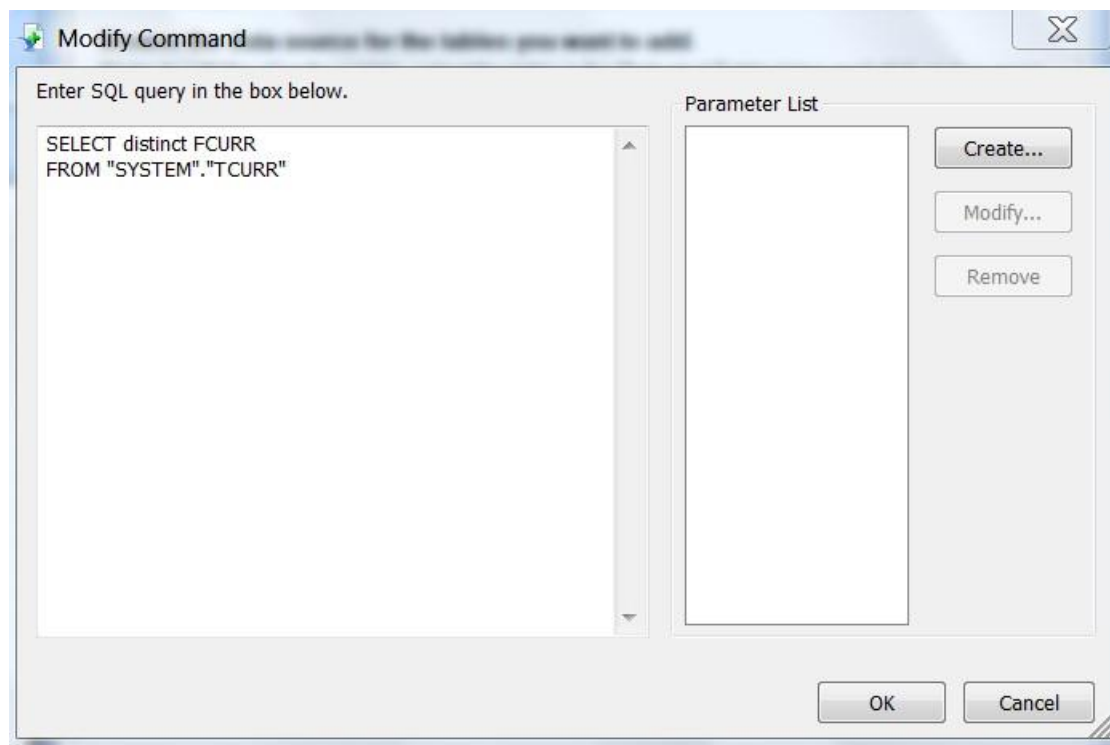 Modify Command
Enter SQL query in the box below.
SELECT distinct FCURR
FROM "SYSTEM"."TCURR"
Parameter List
Create...
Modify...
Remove
OK
Cancel